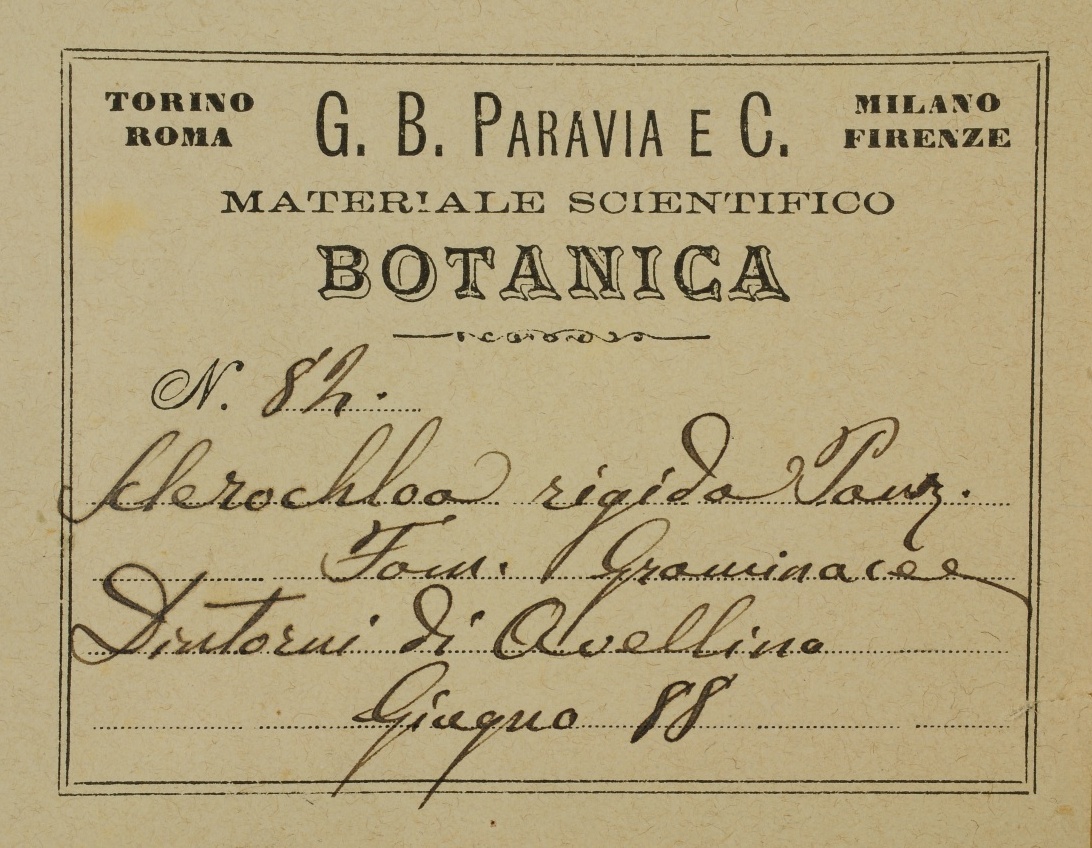 TORINO ROMA
G. B. PARAVIA E C.
MILANO FIRENZE
MATERIALE SCIENTIFICO
BOTANICA
N. 82.
Sclerochloa rigida Panz.
Fam. Graminacee
Dintorni di Avellino
Giugno 88